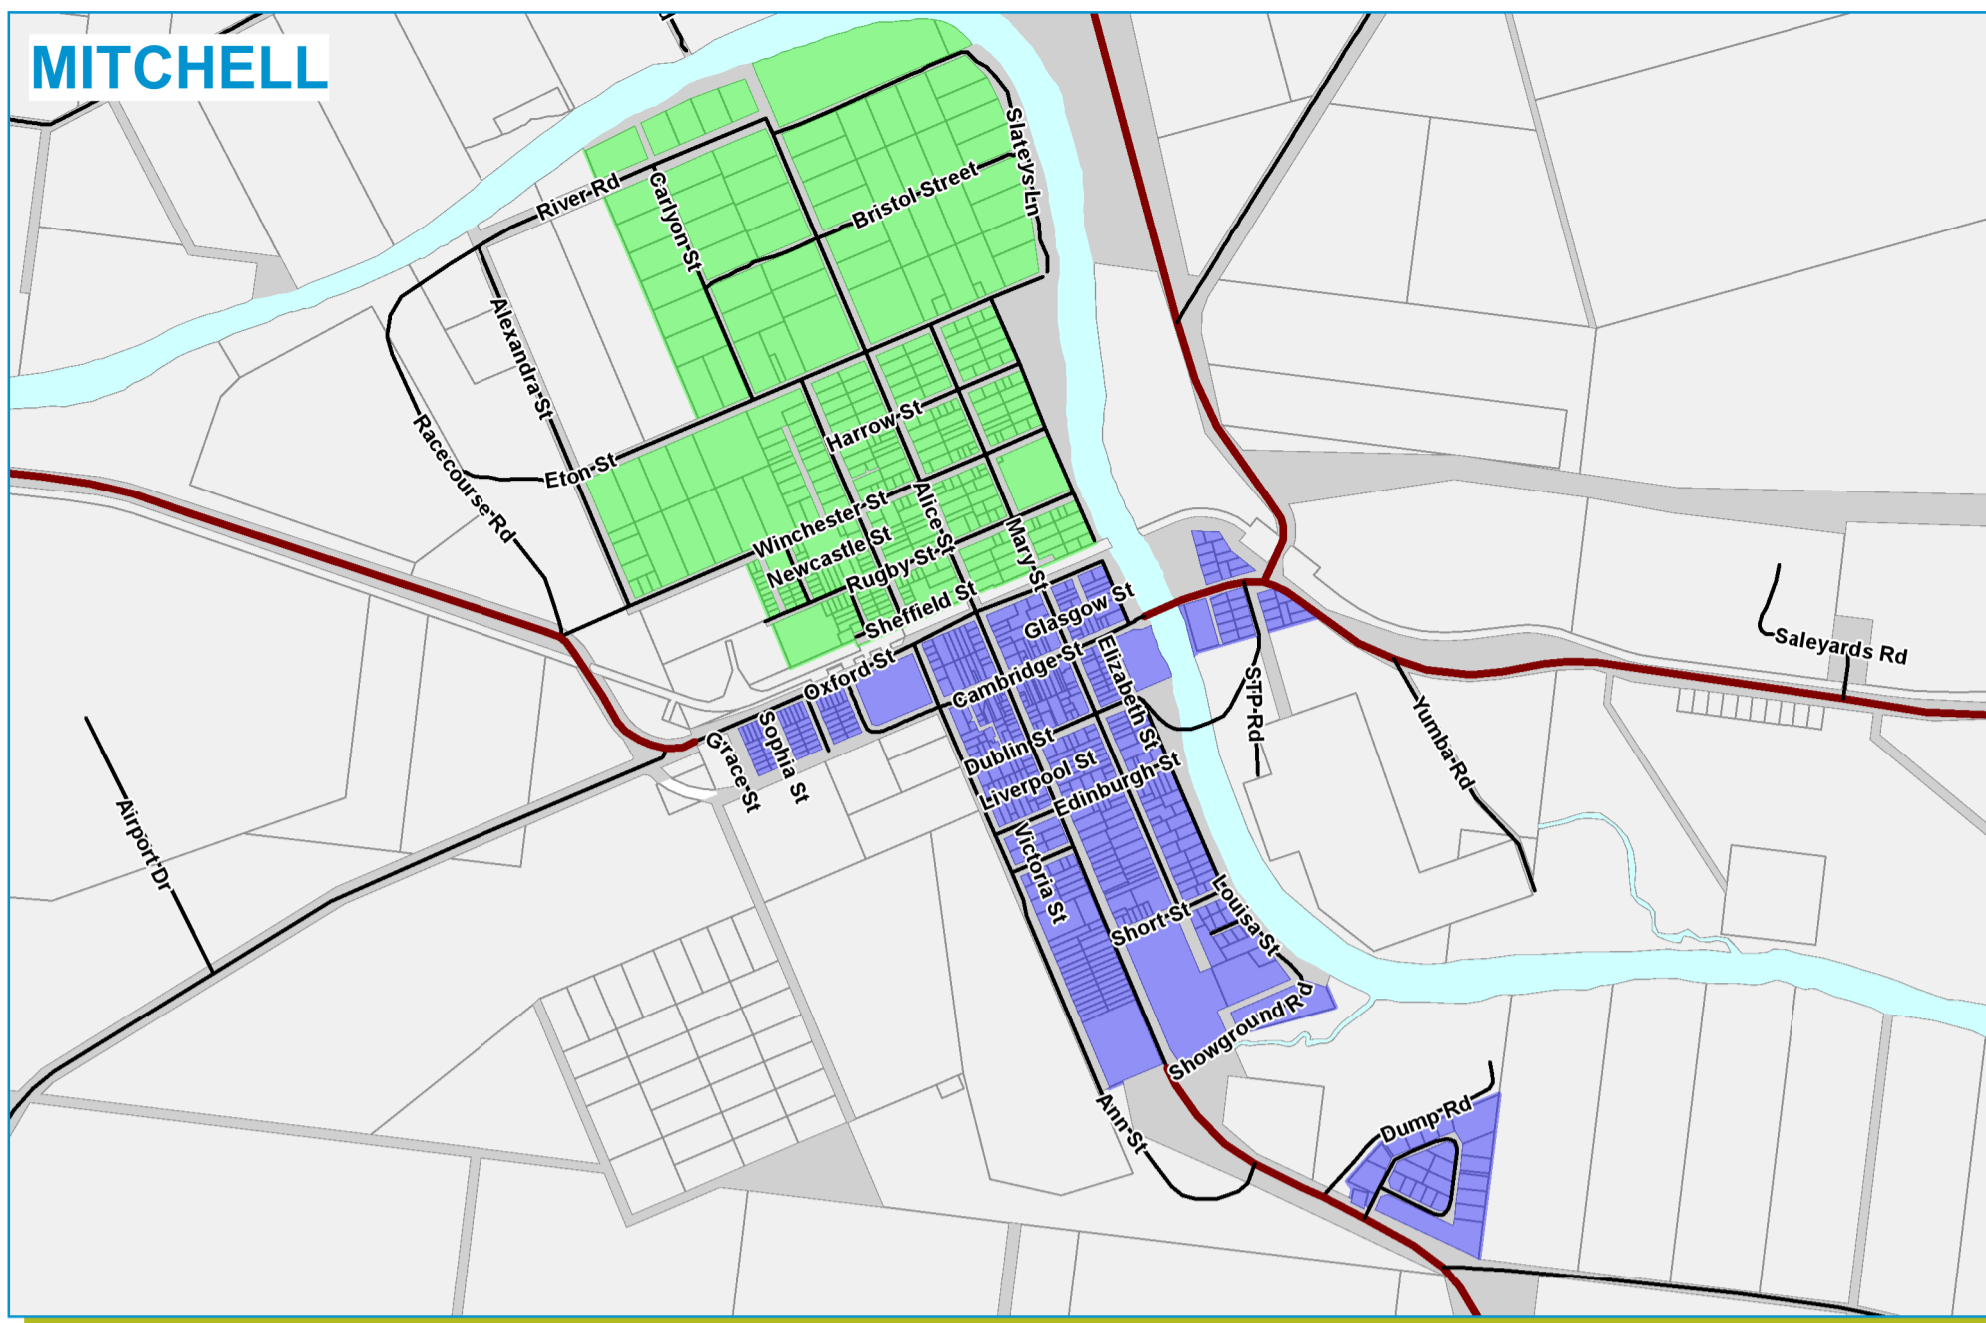 MITCHELL
Slateys Ln
River Rd
Carlyon St
Bristol Street
Alexandra St
Harrow St
Racecourse Rd
Eton St
Winchester St
Alice St
Newcastle St
Rugby St
Mary St
Sheffield St
Glasgow St
Oxford St
Cambridge St
Elizabeth St
Saleyards Rd
STP Rd
Yumba Rd
Grace St
Sophia St
Dublin St
Liverpool St
Edinburgh St
Airport Dr
Victoria St
Louisa St
Short St
Showground Rd
Ann St
Dump Rd